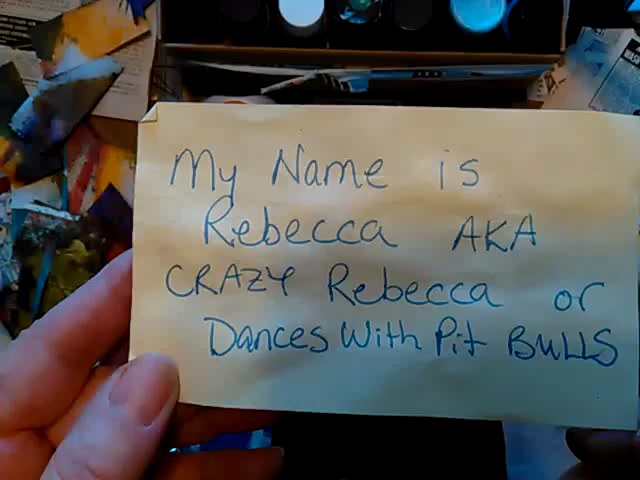 My Name is
Rebecca AKA
CRAZY Rebecca or
Dances With Pit BULLS